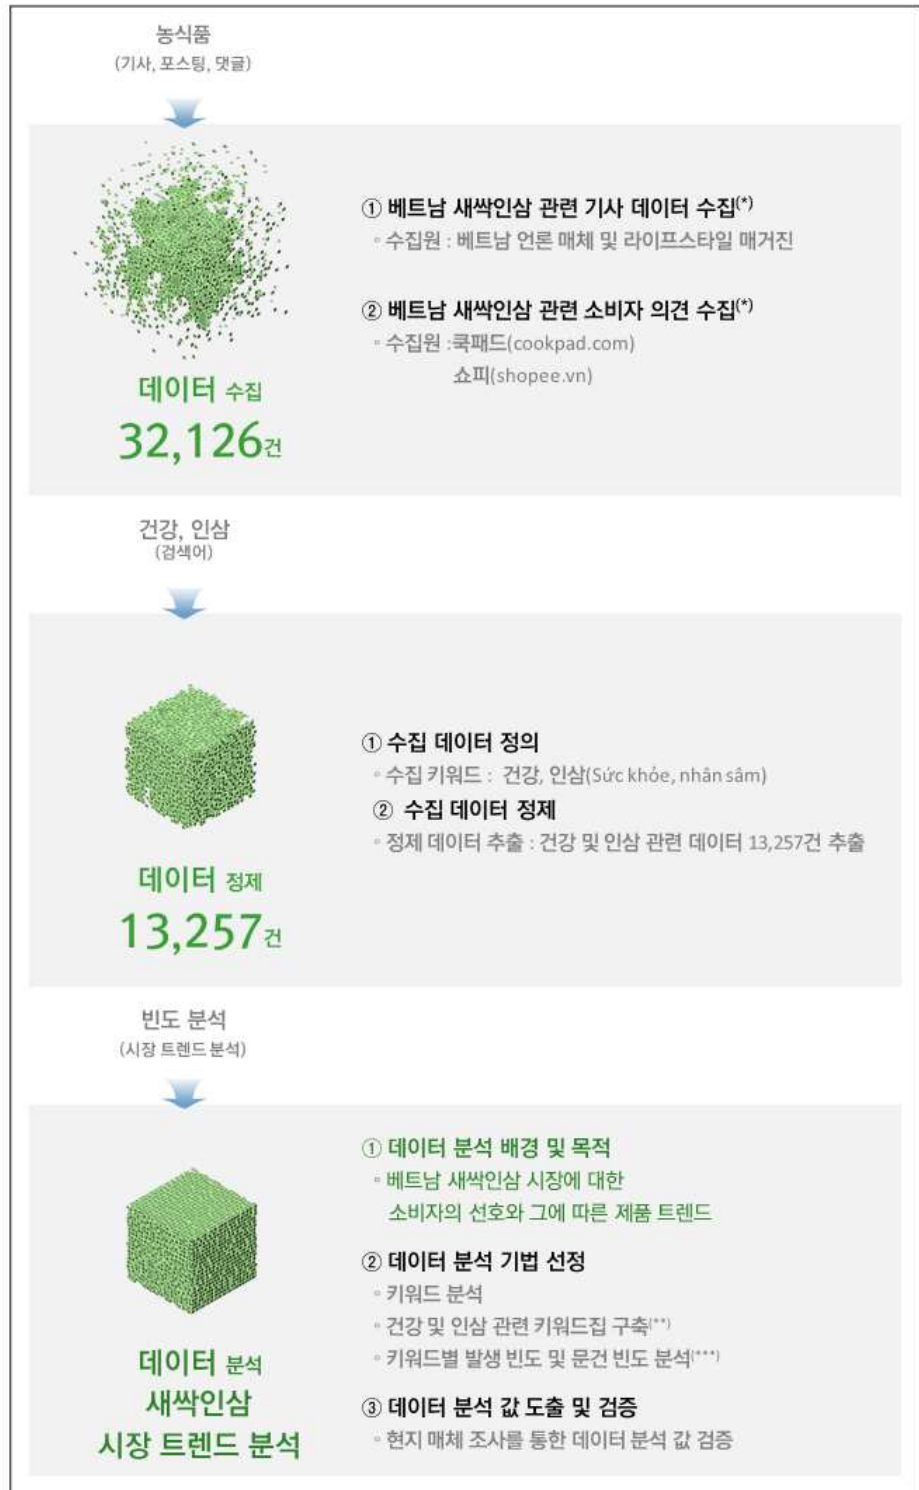 농식품
(기사, 포스팅, 댓글)
① 베트남 새싹인삼 관련 기사 데이터 수집(*)
◦ 수집원 : 베트남 언론 매체 및 라이프스타일 매거진
② 베트남 새싹인삼 관련 소비자 의견 수집(*)
◦ 수집원 :쿡패드(cookpad.com)
쇼피(shopee.vn)
데이터 수집
32,126건
건강, 인삼
(검색어)
① 수집 데이터 정의
◦ 수집 키워드 : 건강, 인삼(Sức khỏe, nhân sâm)
② 수집 데이터 정제
◦ 정제 데이터 추출 : 건강 및 인삼 관련 데이터 13,257건 추출
데이터 정제
13,257건
빈도 분석
(시장 트렌드 분석)
① 데이터 분석 배경 및 목적
◦ 베트남 새싹인삼 시장에 대한
소비자의 선호와 그에 따른 제품 트렌드
② 데이터 분석 기법 선정
◦ 키워드 분석
◦ 건강 및 인삼 관련 키워드집 구축(**)
◦ 키워드별 발생 빈도 및 문건 빈도 분석(***)
③ 데이터 분석 값 도출 및 검증
◦ 현지 매체 조사를 통한 데이터 분석 값 검증
데이터 분석
새싹인삼
시장 트렌드 분석